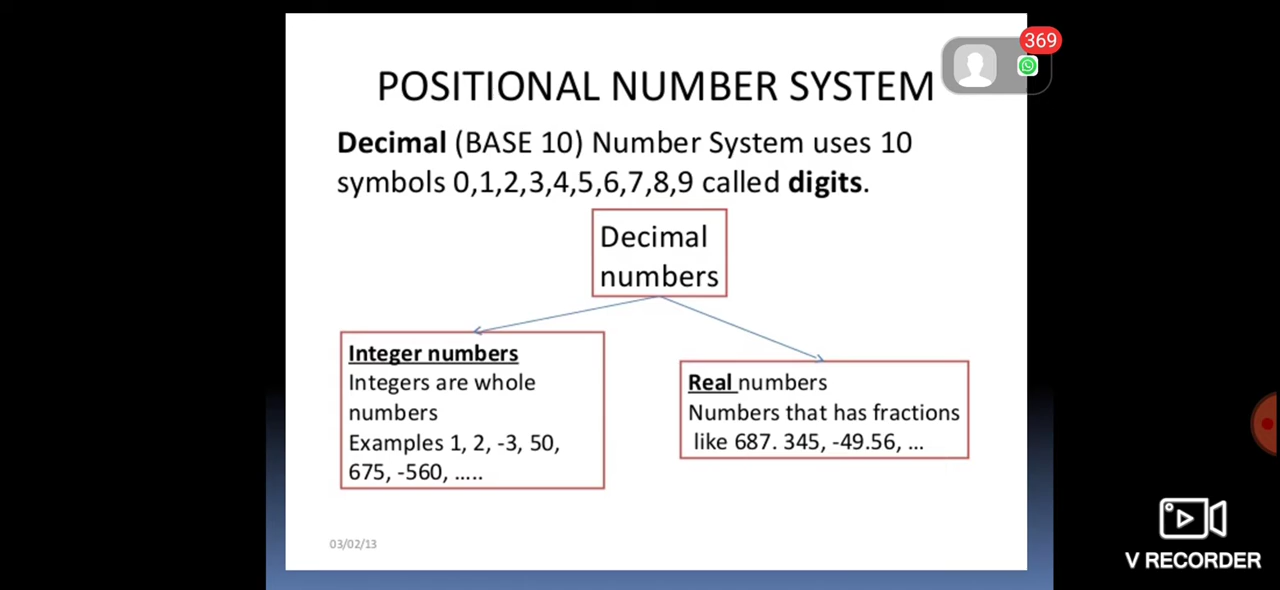 369
POSITIONAL NUMBER SYSTEM
Decimal (BASE 10) Number System uses 10
symbols 0,1,2,3,4,5,6,7,8,9 called digits.
Decimal
numbers
Integer numbers
Integers are whole
numbers
Examples 1, 2, -3, 50,
675, -560, .....
Real numbers
Numbers that has fractions
like 687. 345, -49.56, ...
03/02/13
V RECORDER